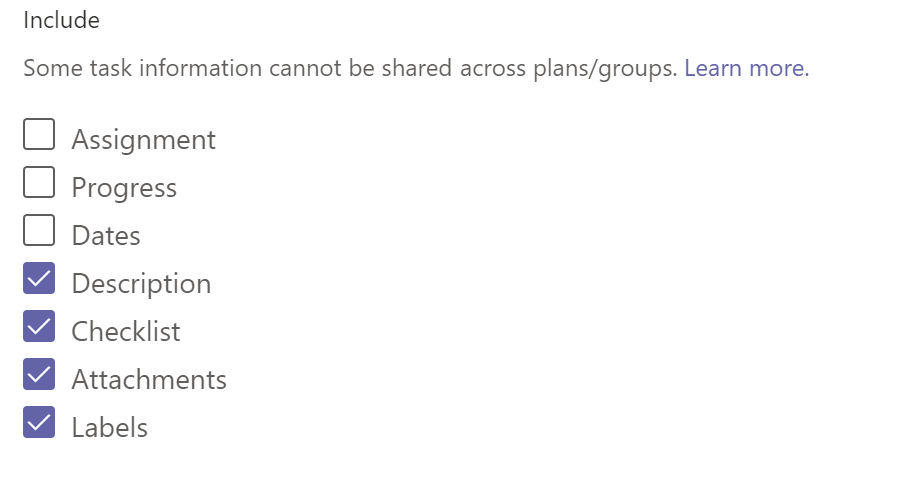 Include
Some task information cannot be shared across plans/groups. Learn more.
Assignment
Progress
Dates
Description
Checklist
Attachments
Labels